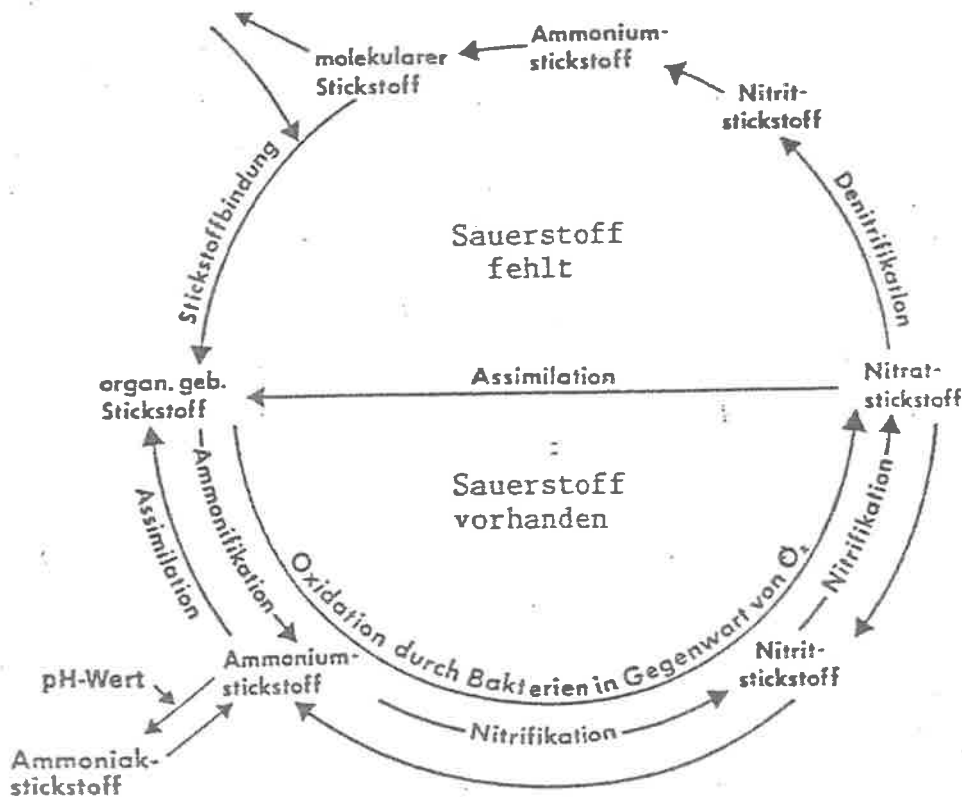 Ammonium-
stickstoff
molekularer
Stickstoff
Nitrit-
stickstoff
Stickstoffbindung
Denitrifikation
Sauerstoff
fehlt
organ. geb.
Stickstoff
Assimilation
Nitrat-
stickstoff
Sauerstoff
vorhanden
Assimilation
Ammonifikation
Oxidation durch Bakterien in Gegenwart von O₂
Nitrifikation
Ammonium-
stickstoff
Nitrit-
stickstoff
pH-Wert
Nitrifikation
Ammoniak-
stickstoff